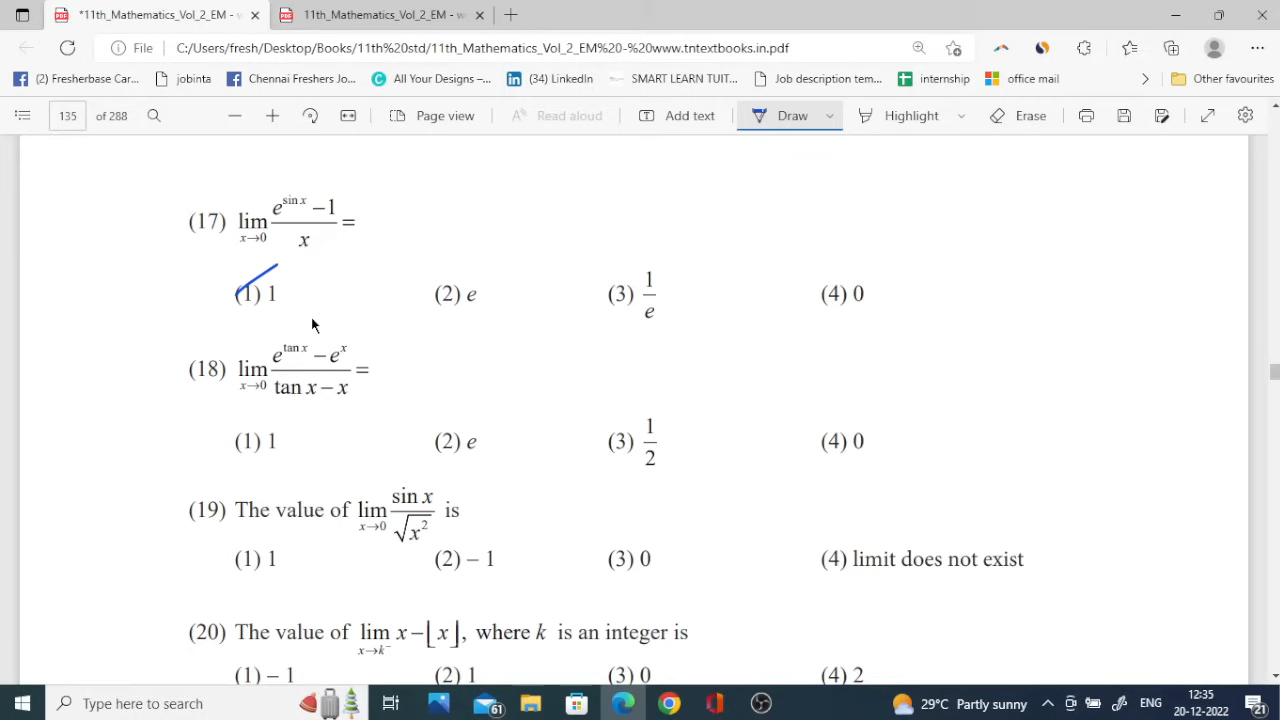 *11th_Mathematics_Vol_2_EM - w
11th_Mathematics_Vol_2_EM - w
File C:/Users/fresh/Desktop/Books/11th%20std/11th_Mathematics_Vol_2_EM%20-%20www.tntextbooks.in.pdf
(2) Fresherbase Car... jobinta Chennai Freshers Jo... All Your Designs –... (34) LinkedIn SMART LEARN TUIT... Job description tem... internship office mail Other favourites
135 of 288 Page view Read aloud Add text Draw Highlight Erase
(17) lim x→0 (e^{sin x} − 1)/x =
(1) 1 (2) e (3) 1/e (4) 0
(18) lim x→0 (e^{tan x} − e^x)/(tan x − x) =
(1) 1 (2) e (3) 1/2 (4) 0
(19) The value of lim x→0 sin x/√x² is
(1) 1 (2) – 1 (3) 0 (4) limit does not exist
(20) The value of lim x→k⁻ x − ⌊x⌋, where k is an integer is
(1) – 1 (2) 1 (3) 0 (4) 2
Type here to search 61 29°C Partly sunny ENG 12:35
20-12-2022 21